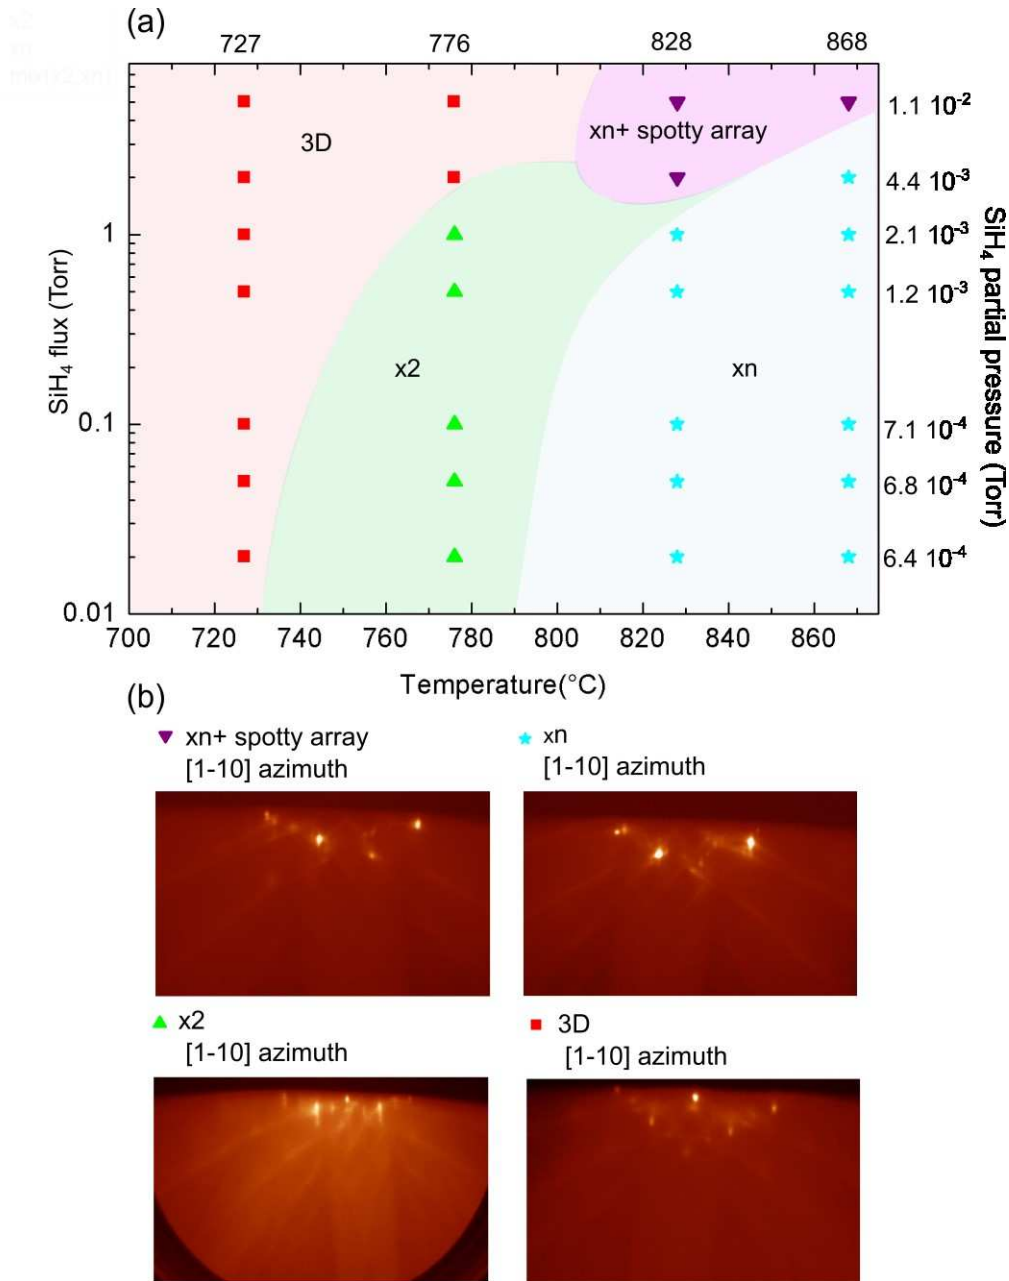 (a)
727 776 828 868
3D
xn+ spotty array
x2
xn
1
0.1
0.01
SiH₄ flux (Torr)
1.1 10⁻²
4.4 10⁻³
2.1 10⁻³
1.2 10⁻³
7.1 10⁻⁴
6.8 10⁻⁴
6.4 10⁻⁴
SiH₄ partial pressure (Torr)
700 720 740 760 780 800 820 840 860
Temperature(°C)
(b)
xn+ spotty array
[1-10] azimuth
xn
[1-10] azimuth
x2
[1-10] azimuth
3D
[1-10] azimuth